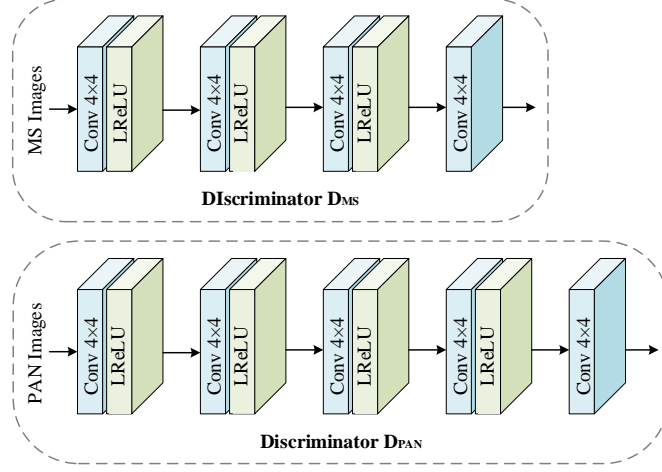 MS Images
Conv 4×4
LReLU
Conv 4×4
LReLU
Conv 4×4
LReLU
Conv 4×4
DIscriminator DMS
PAN Images
Conv 4×4
LReLU
Conv 4×4
LReLU
Conv 4×4
LReLU
Conv 4×4
LReLU
Conv 4×4
Discriminator DPAN